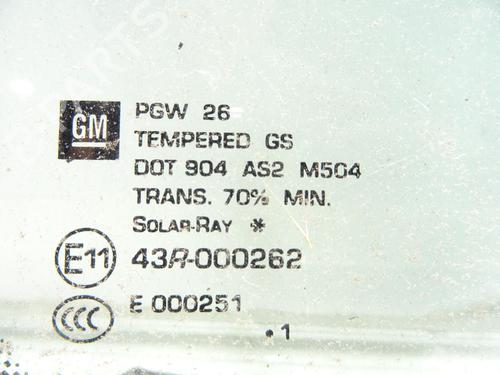 GM
PGW 26
TEMPERED GS
DOT 904 AS2 M504
TRANS. 70% MIN.
SOLAR-RAY *
E11 43R-000262
CCC E 000251
.1